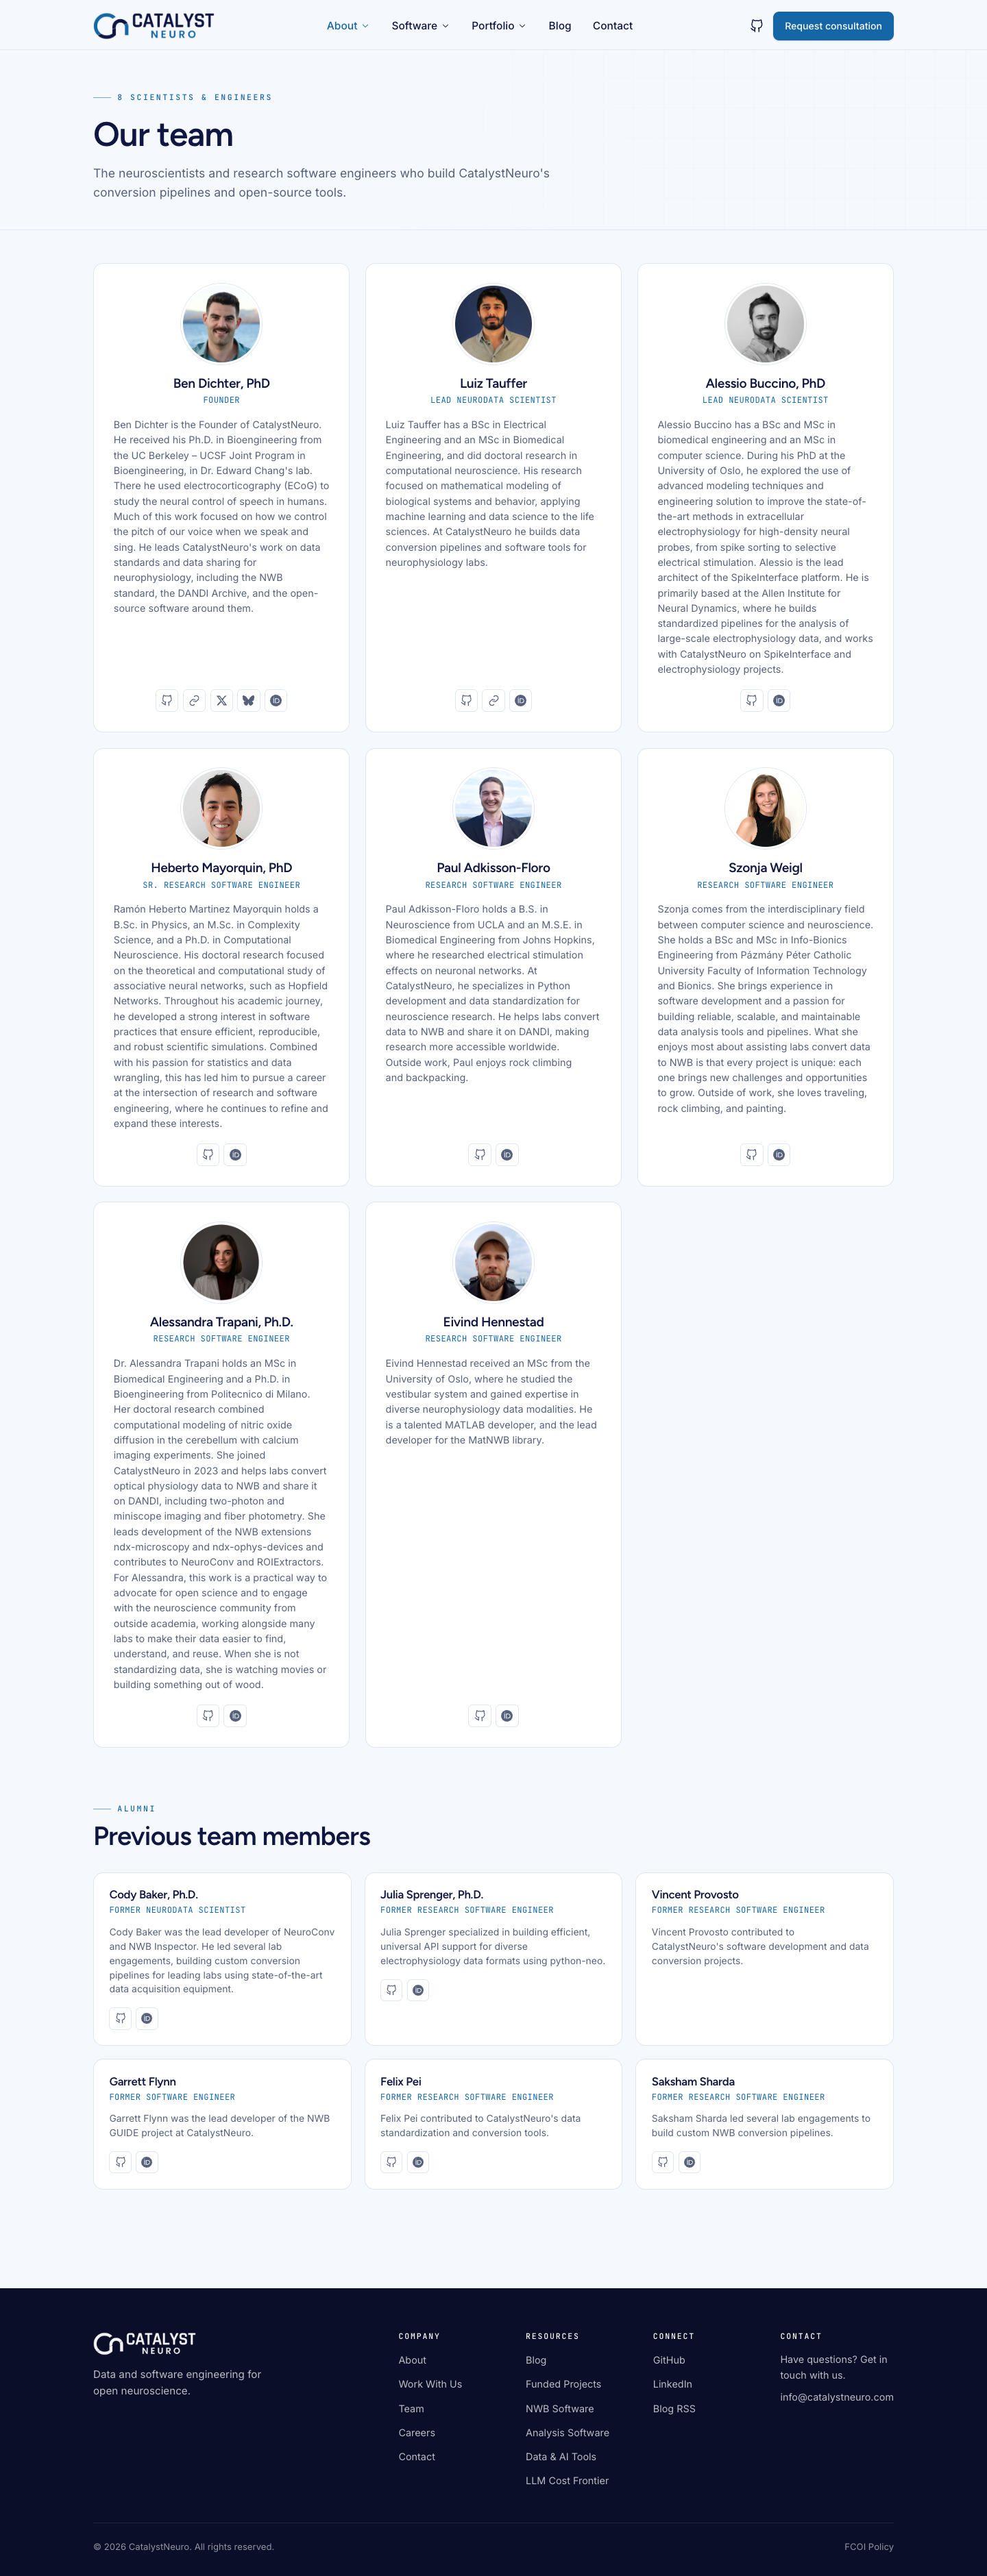 CATALYST
NEURO
About
Software
Portfolio
Blog
Contact
Request consultation
8 SCIENTISTS & ENGINEERS
Our team
The neuroscientists and research software engineers who build CatalystNeuro's
conversion pipelines and open-source tools.
Ben Dichter, PhD
FOUNDER
Ben Dichter is the Founder of CatalystNeuro.
He received his Ph.D. in Bioengineering from
the UC Berkeley – UCSF Joint Program in
Bioengineering, in Dr. Edward Chang's lab.
There he used electrocorticography (ECoG) to
study the neural control of speech in humans.
Much of this work focused on how we control
the pitch of our voice when we speak and
sing. He leads CatalystNeuro's work on data
standards and data sharing for
neurophysiology, including the NWB
standard, the DANDI Archive, and the open-
source software around them.
Luiz Tauffer
LEAD NEURODATA SCIENTIST
Luiz Tauffer has a BSc in Electrical
Engineering and an MSc in Biomedical
Engineering, and did doctoral research in
computational neuroscience. His research
focused on mathematical modeling of
biological systems and behavior, applying
machine learning and data science to the life
sciences. At CatalystNeuro he builds data
conversion pipelines and software tools for
neurophysiology labs.
Alessio Buccino, PhD
LEAD NEURODATA SCIENTIST
Alessio Buccino has a BSc and MSc in
biomedical engineering and an MSc in
computer science. During his PhD at the
University of Oslo, he explored the use of
advanced modeling techniques and
engineering solution to improve the state-of-
the-art methods in extracellular
electrophysiology for high-density neural
probes, from spike sorting to selective
electrical stimulation. Alessio is the lead
architect of the SpikeInterface platform. He is
primarily based at the Allen Institute for
Neural Dynamics, where he builds
standardized pipelines for the analysis of
large-scale electrophysiology data, and works
with CatalystNeuro on SpikeInterface and
electrophysiology projects.
Heberto Mayorquin, PhD
SR. RESEARCH SOFTWARE ENGINEER
Ramón Heberto Martinez Mayorquin holds a
B.Sc. in Physics, an M.Sc. in Complexity
Science, and a Ph.D. in Computational
Neuroscience. His doctoral research focused
on the theoretical and computational study of
associative neural networks, such as Hopfield
Networks. Throughout his academic journey,
he developed a strong interest in software
practices that ensure efficient, reproducible,
and robust scientific simulations. Combined
with his passion for statistics and data
wrangling, this has led him to pursue a career
at the intersection of research and software
engineering, where he continues to refine and
expand these interests.
Paul Adkisson-Floro
RESEARCH SOFTWARE ENGINEER
Paul Adkisson-Floro holds a B.S. in
Neuroscience from UCLA and an M.S.E. in
Biomedical Engineering from Johns Hopkins,
where he researched electrical stimulation
effects on neuronal networks. At
CatalystNeuro, he specializes in Python
development and data standardization for
neuroscience research. He helps labs convert
data to NWB and share it on DANDI, making
research more accessible worldwide.
Outside work, Paul enjoys rock climbing
and backpacking.
Szonja Weigl
RESEARCH SOFTWARE ENGINEER
Szonja comes from the interdisciplinary field
between computer science and neuroscience.
She holds a BSc and MSc in Info-Bionics
Engineering from Pázmány Péter Catholic
University Faculty of Information Technology
and Bionics. She brings experience in
software development and a passion for
building reliable, scalable, and maintainable
data analysis tools and pipelines. What she
enjoys most about assisting labs convert data
to NWB is that every project is unique: each
one brings new challenges and opportunities
to grow. Outside of work, she loves traveling,
rock climbing, and painting.
Alessandra Trapani, Ph.D.
RESEARCH SOFTWARE ENGINEER
Dr. Alessandra Trapani holds an MSc in
Biomedical Engineering and a Ph.D. in
Bioengineering from Politecnico di Milano.
Her doctoral research combined
computational modeling of nitric oxide
diffusion in the cerebellum with calcium
imaging experiments. She joined
CatalystNeuro in 2023 and helps labs convert
optical physiology data to NWB and share it
on DANDI, including two-photon and
miniscope imaging and fiber photometry. She
leads development of the NWB extensions
ndx-microscopy and ndx-ophys-devices and
contributes to NeuroConv and ROIExtractors.
For Alessandra, this work is a practical way to
advocate for open science and to engage
with the neuroscience community from
outside academia, working alongside many
labs to make their data easier to find,
understand, and reuse. When she is not
standardizing data, she is watching movies or
building something out of wood.
Eivind Hennestad
RESEARCH SOFTWARE ENGINEER
Eivind Hennestad received an MSc from the
University of Oslo, where he studied the
vestibular system and gained expertise in
diverse neurophysiology data modalities. He
is a talented MATLAB developer, and the lead
developer for the MatNWB library.
ALUMNI
Previous team members
Cody Baker, Ph.D.
FORMER NEURODATA SCIENTIST
Cody Baker was the lead developer of NeuroConv
and NWB Inspector. He led several lab
engagements, building custom conversion
pipelines for leading labs using state-of-the-art
data acquisition equipment.
Julia Sprenger, Ph.D.
FORMER RESEARCH SOFTWARE ENGINEER
Julia Sprenger specialized in building efficient,
universal API support for diverse
electrophysiology data formats using python-neo.
Vincent Provosto
FORMER RESEARCH SOFTWARE ENGINEER
Vincent Provosto contributed to
CatalystNeuro's software development and data
conversion projects.
Garrett Flynn
FORMER SOFTWARE ENGINEER
Garrett Flynn was the lead developer of the NWB
GUIDE project at CatalystNeuro.
Felix Pei
FORMER RESEARCH SOFTWARE ENGINEER
Felix Pei contributed to CatalystNeuro's data
standardization and conversion tools.
Saksham Sharda
FORMER RESEARCH SOFTWARE ENGINEER
Saksham Sharda led several lab engagements to
build custom NWB conversion pipelines.
CATALYST
NEURO
Data and software engineering for
open neuroscience.
COMPANY
About
Work With Us
Team
Careers
Contact
RESOURCES
Blog
Funded Projects
NWB Software
Analysis Software
Data & AI Tools
LLM Cost Frontier
CONNECT
GitHub
LinkedIn
Blog RSS
CONTACT
Have questions? Get in
touch with us.
info@catalystneuro.com
© 2026 CatalystNeuro. All rights reserved.
FCOI Policy